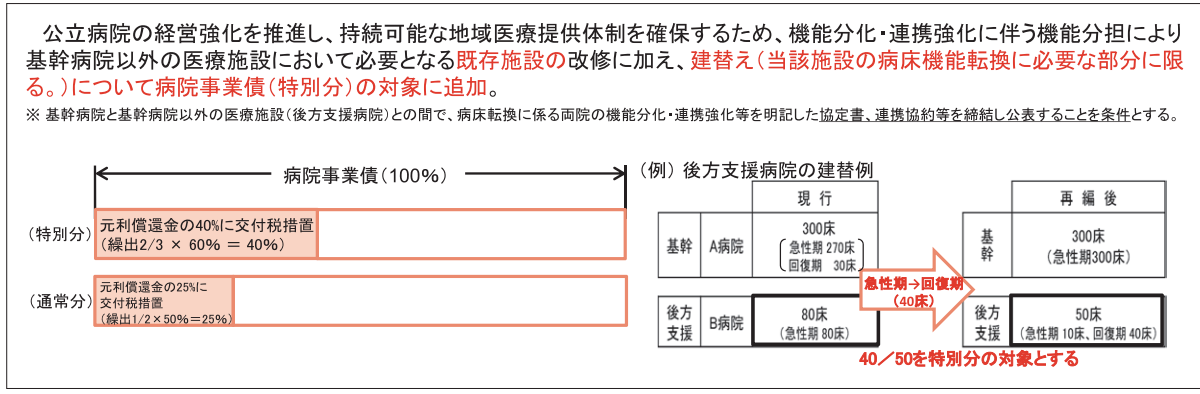 公立病院の経営強化を推進し、持続可能な地域医療提供体制を確保するため、機能分化・連携強化に伴う機能分担により
基幹病院以外の医療施設において必要となる既存施設の改修に加え、建替え(当該施設の病床機能転換に必要な部分に限
る。)について病院事業債(特別分)の対象に追加。
※ 基幹病院と基幹病院以外の医療施設(後方支援病院)との間で、病床転換に係る両院の機能分化・連携強化等を明記した協定書、連携協約等を締結し公表することを条件とする。
病院事業債(100%)
(特別分)
元利償還金の40%に交付税措置
(繰出2/3 × 60% = 40%)
(通常分)
元利償還金の25%に
交付税措置
(繰出1/2×50%=25%)
(例) 後方支援病院の建替例
現 行
基幹
A病院
300床
急性期 270床
回復期 30床
後方
支援
B病院
80床
(急性期 80床)
急性期→回復期
(40床)
再 編 後
基
幹
300床
(急性期300床)
後方
支援
50床
(急性期 10床、回復期 40床)
40/50を特別分の対象とする